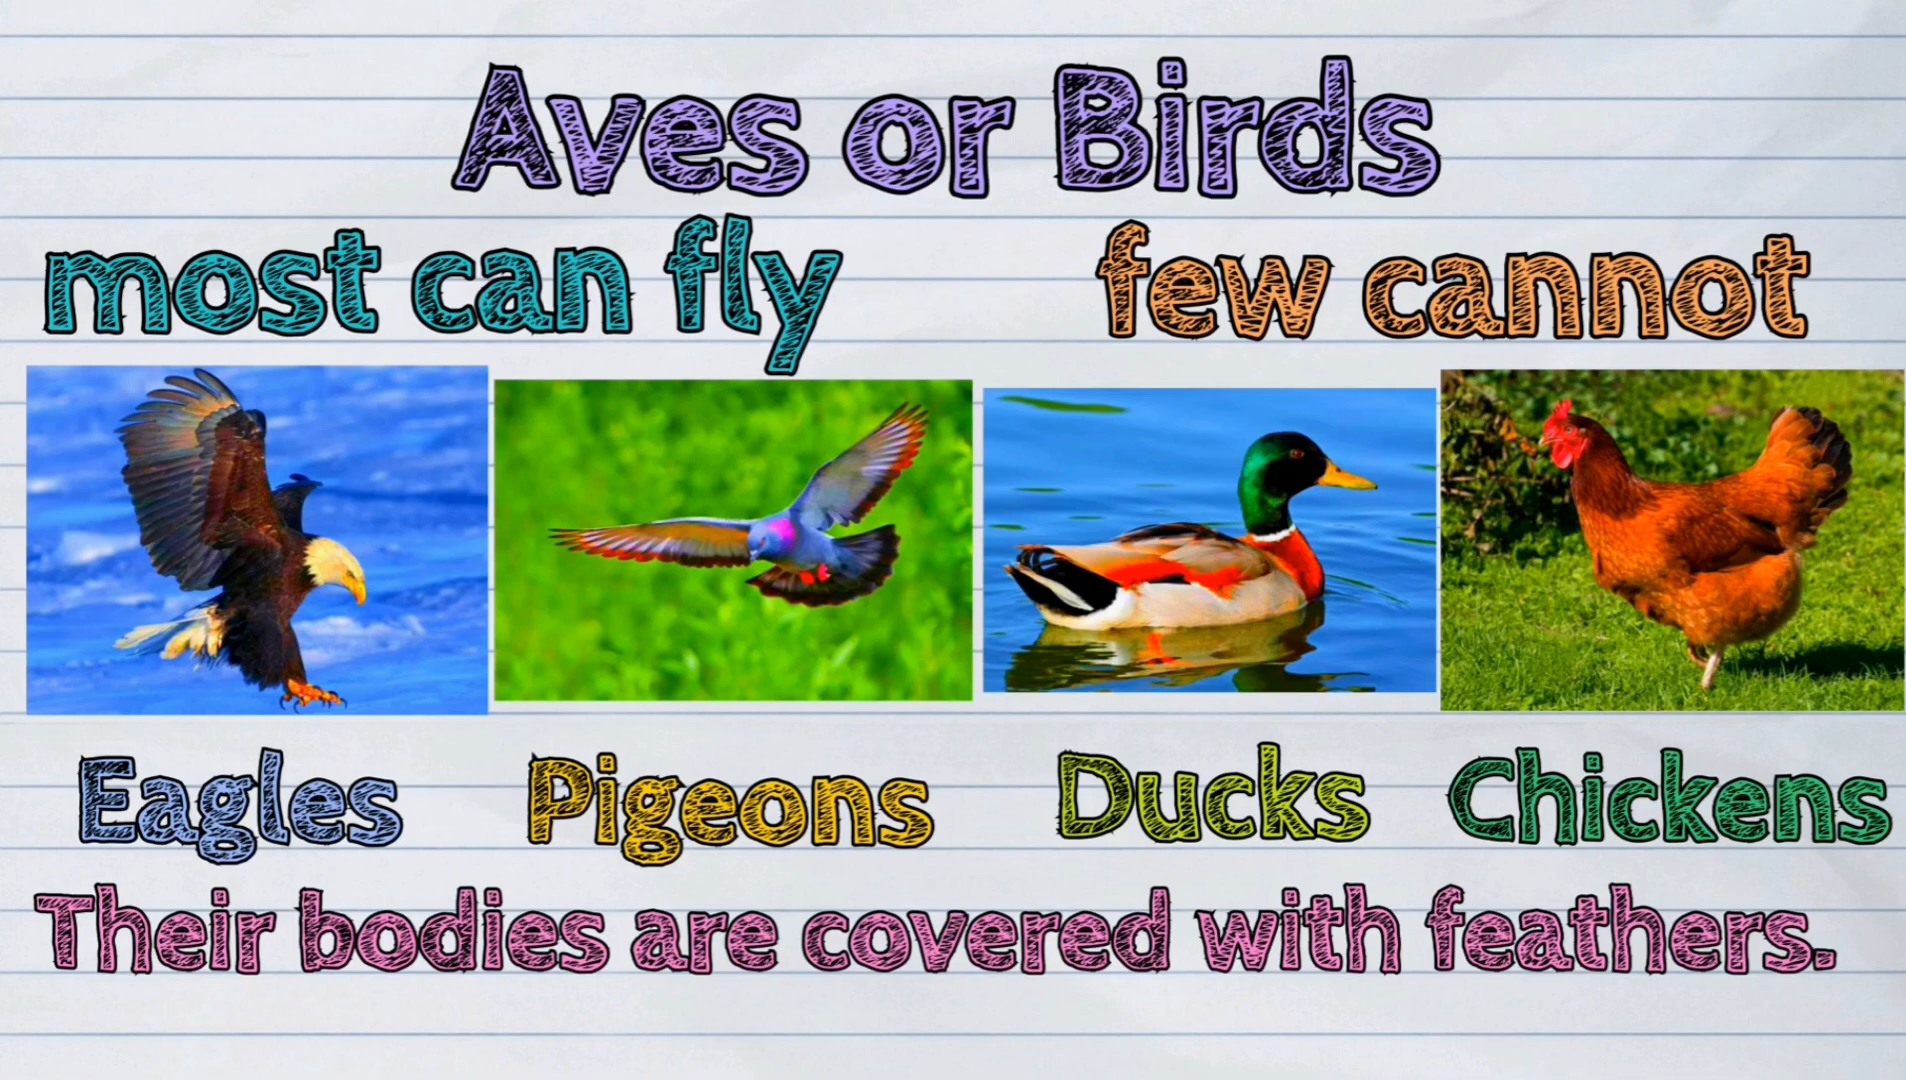 Aves or Birds
most can fly few cannot
Eagles Pigeons Ducks Chickens
Their bodies are covered with feathers.